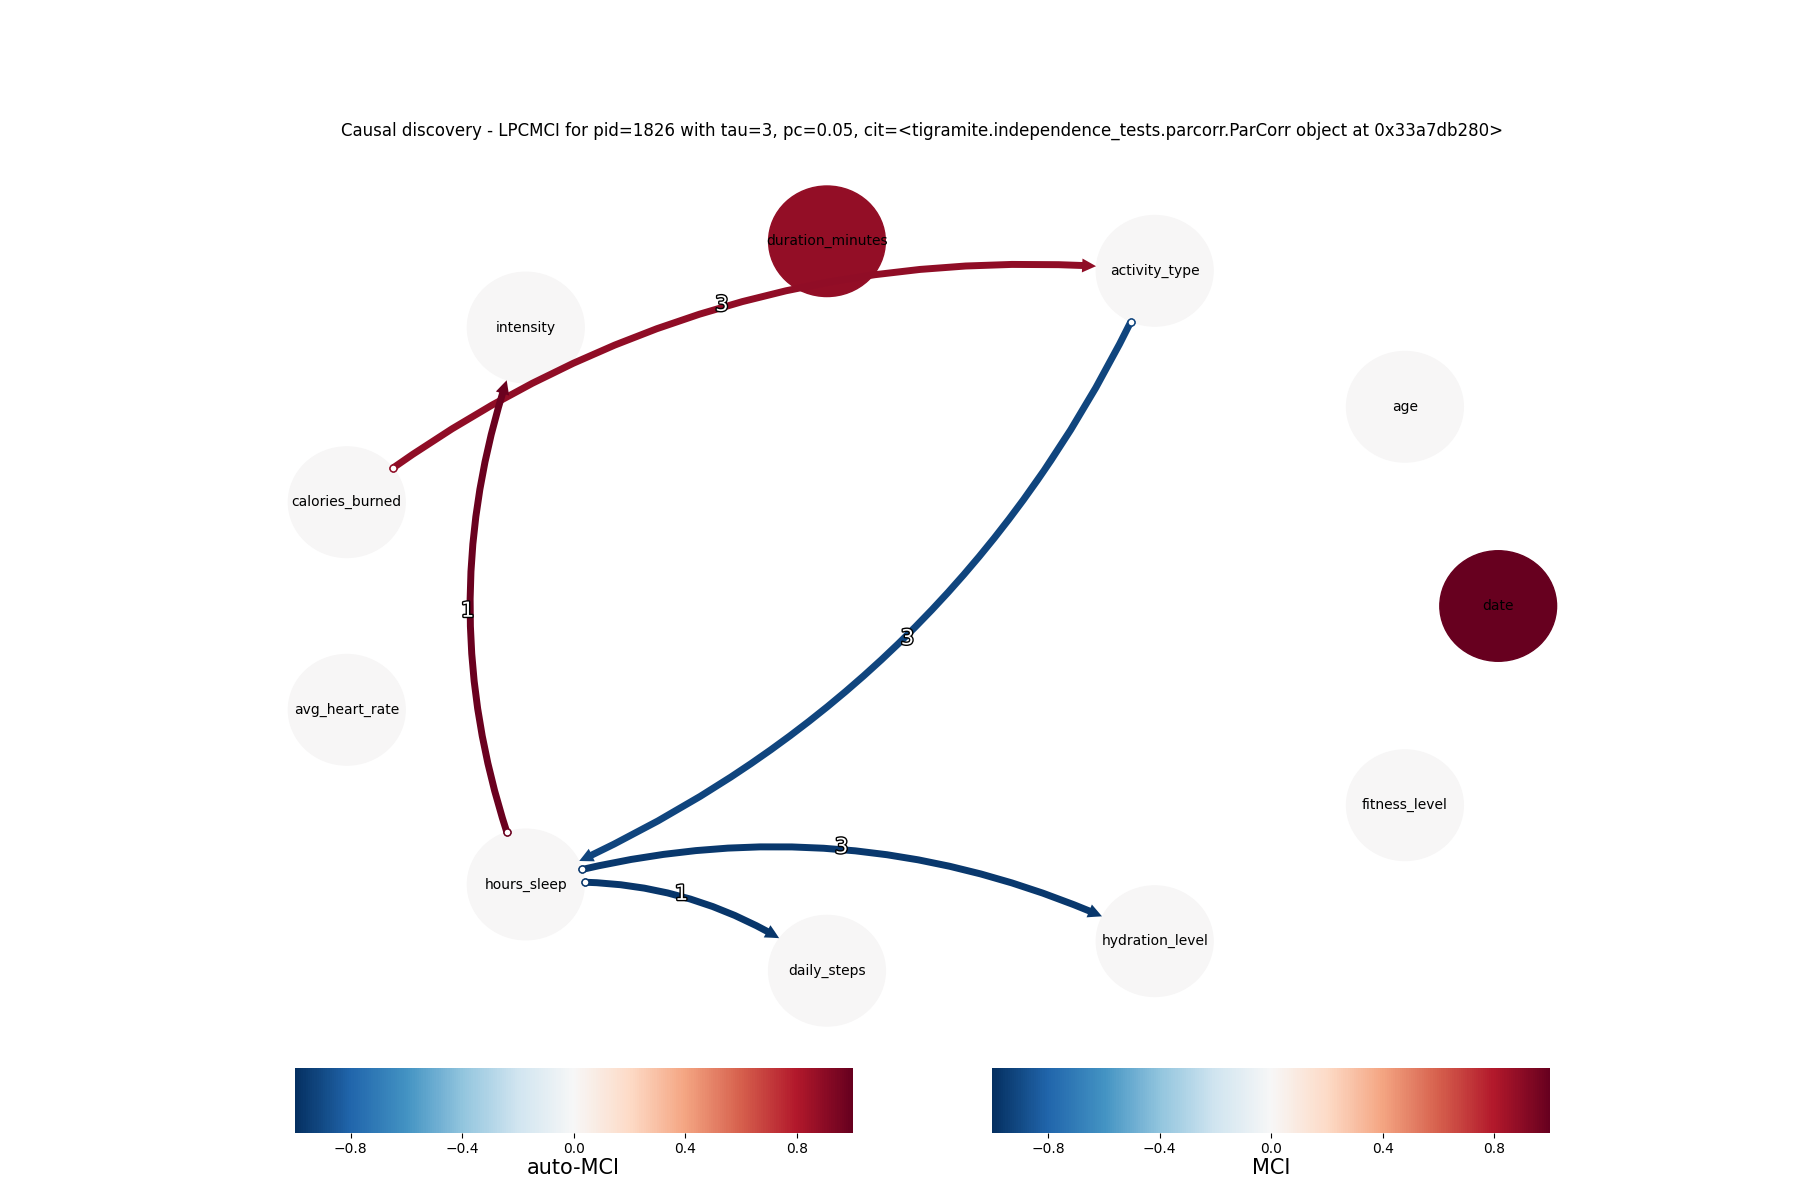 Causal discovery - LPCMCI for pid=1826 with tau=3, pc=0.05, cit=<tigramite.independence_tests.parcorr.ParCorr object at 0x33a7db280>
duration_minutes
activity_type
3
intensity
age
calories_burned
date
1
3
avg_heart_rate
fitness_level
3
hours_sleep
1
hydration_level
daily_steps
−0.8 −0.4 0.0 0.4 0.8
auto-MCI
−0.8 −0.4 0.0 0.4 0.8
MCI